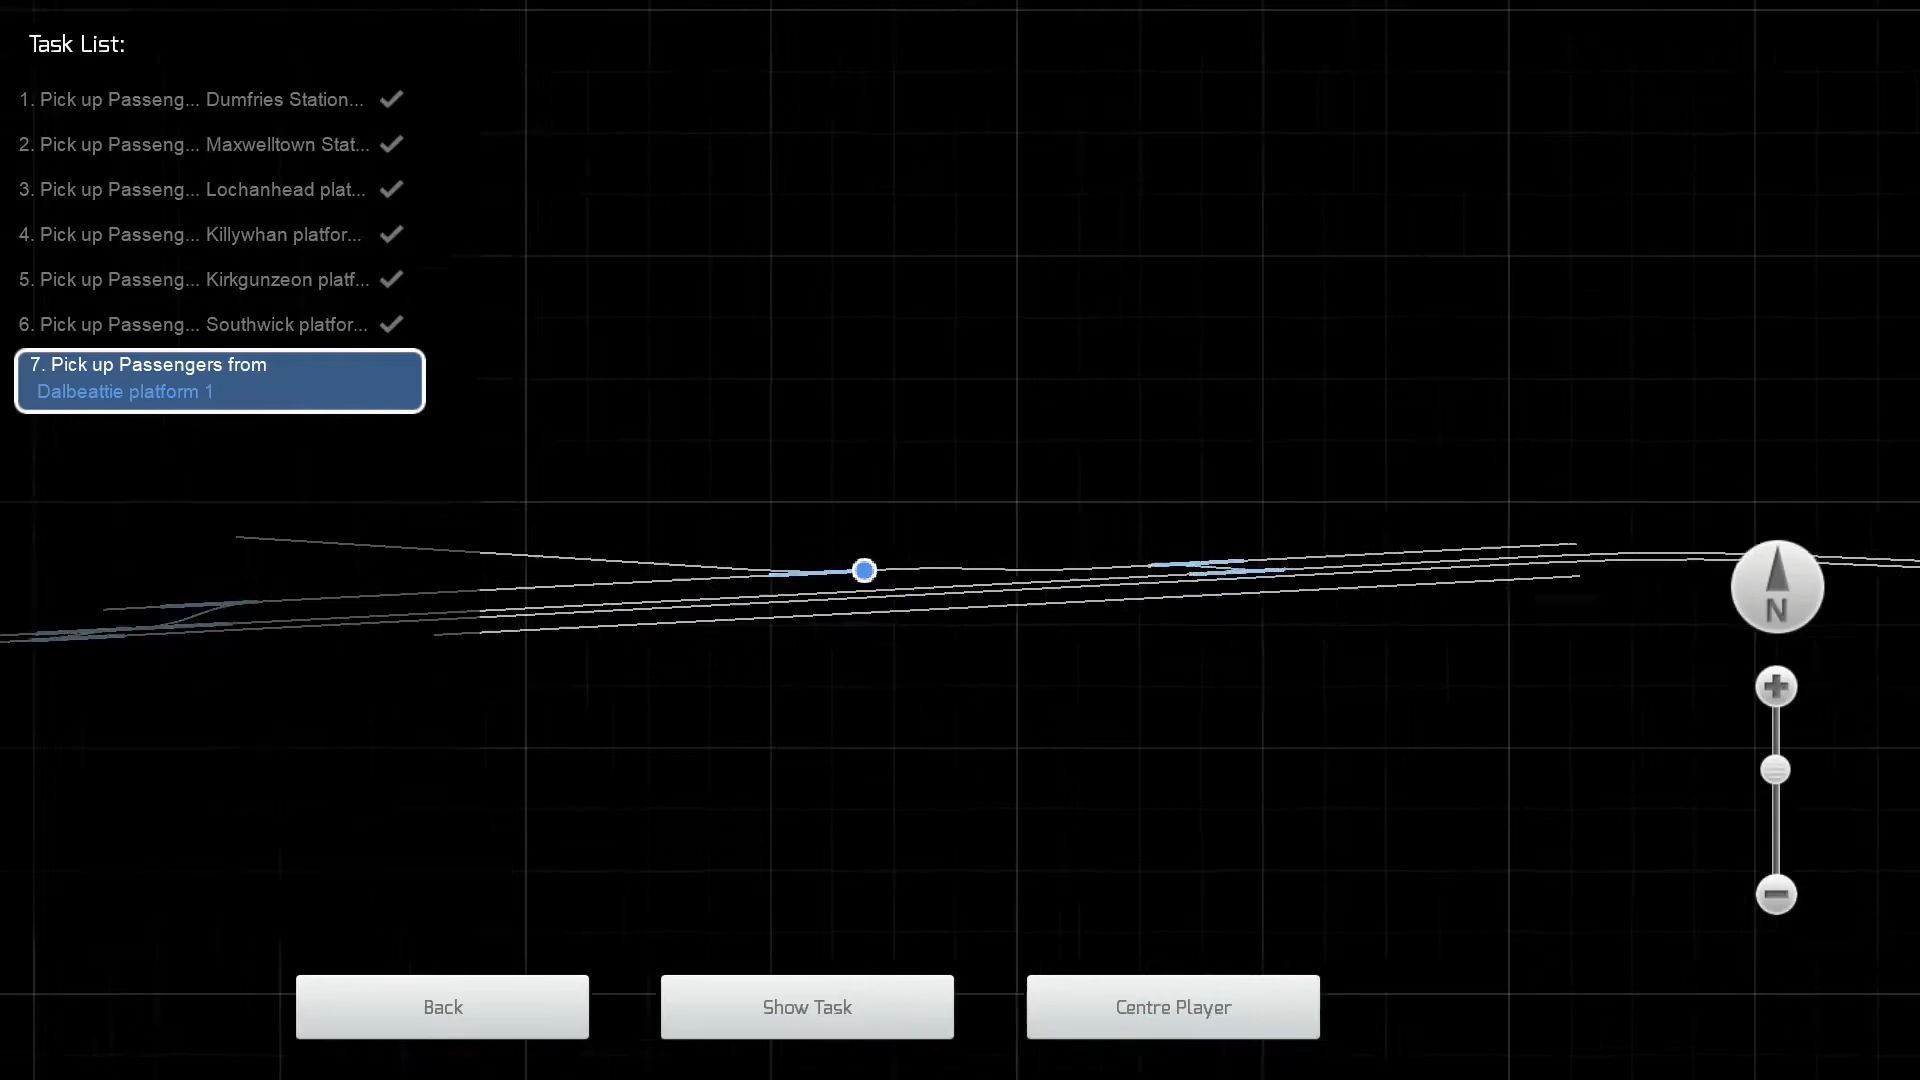 Task List:
1. Pick up Passeng... Dumfries Station...
2. Pick up Passeng... Maxwelltown Stat...
3. Pick up Passeng... Lochanhead plat...
4. Pick up Passeng... Killywhan platfor...
5. Pick up Passeng... Kirkgunzeon platf...
6. Pick up Passeng... Southwick platfor...
7. Pick up Passengers from
Dalbeattie platform 1
N
Back
Show Task
Centre Player